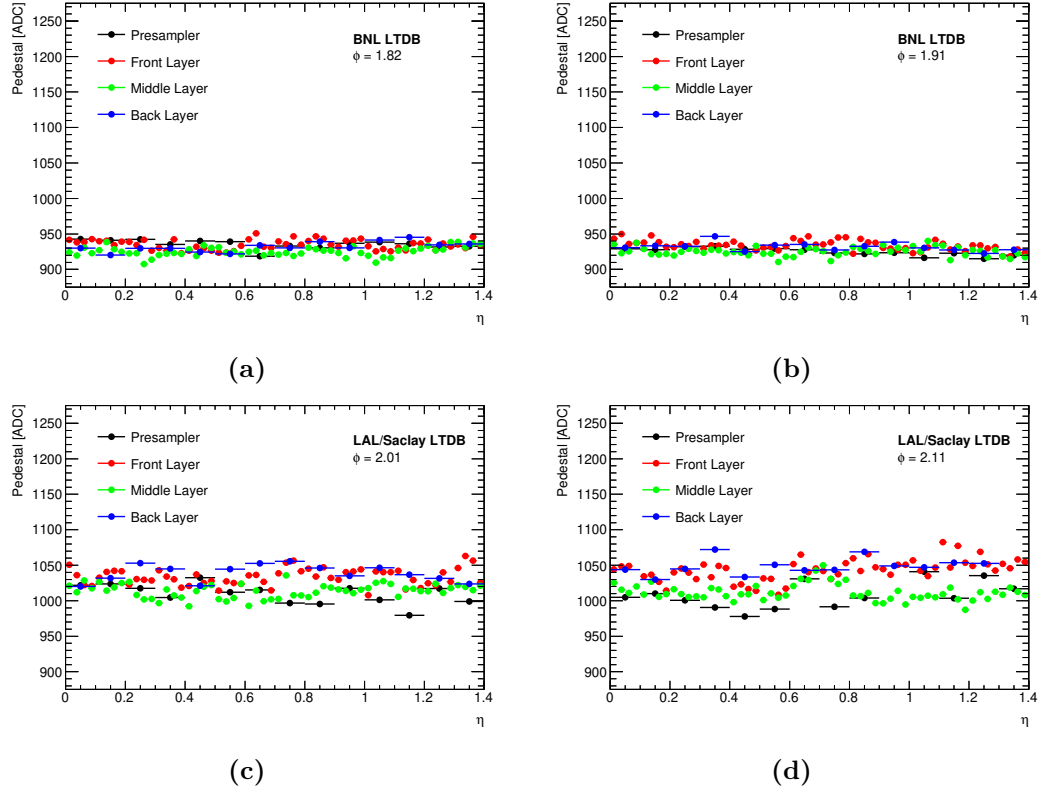 Pedestal [ADC]
1250
1200
1150
1100
1050
1000
950
900
Presampler
Front Layer
Middle Layer
Back Layer
BNL LTDB
ϕ = 1.82
0 0.2 0.4 0.6 0.8 1 1.2 1.4
η
(a)
Pedestal [ADC]
1250
1200
1150
1100
1050
1000
950
900
Presampler
Front Layer
Middle Layer
Back Layer
BNL LTDB
ϕ = 1.91
0 0.2 0.4 0.6 0.8 1 1.2 1.4
η
(b)
Pedestal [ADC]
1250
1200
1150
1100
1050
1000
950
900
Presampler
Front Layer
Middle Layer
Back Layer
LAL/Saclay LTDB
ϕ = 2.01
0 0.2 0.4 0.6 0.8 1 1.2 1.4
η
(c)
Pedestal [ADC]
1250
1200
1150
1100
1050
1000
950
900
Presampler
Front Layer
Middle Layer
Back Layer
LAL/Saclay LTDB
ϕ = 2.11
0 0.2 0.4 0.6 0.8 1 1.2 1.4
η
(d)